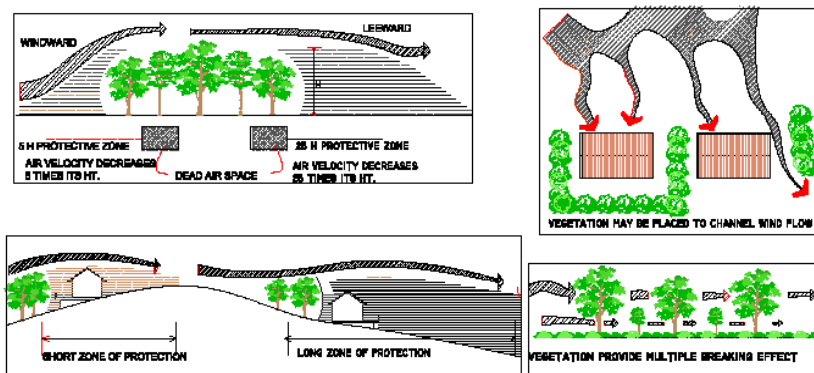 WINDWARD
LEEWARD
H
5 H PROTECTIVE ZONE
25 H PROTECTIVE ZONE
AIR VELOCITY DECREASES
5 TIMES ITS HT.
DEAD AIR SPACE
AIR VELOCITY DECREASES
25 TIMES ITS HT.
VEGETATION MAY BE PLACED TO CHANNEL WIND FLOW
SHORT ZONE OF PROTECTION
LONG ZONE OF PROTECTION
VEGETATION PROVIDE MULTIPLE BREAKING EFFECT